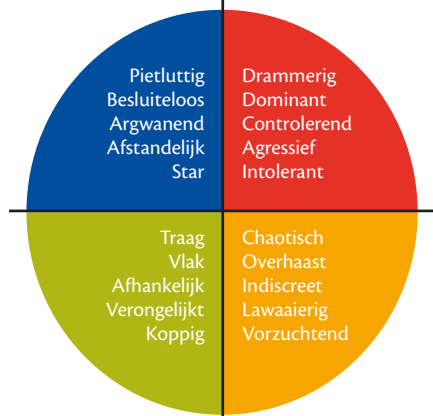 Pietluttig
Besluiteloos
Argwanend
Afstandelijk
Star
Drammerig
Dominant
Controlerend
Agressief
Intolerant
Traag
Vlak
Afhankelijk
Verongelijkt
Koppig
Chaotisch
Overhaast
Indiscreet
Lawaaierig
Vorzuchtend